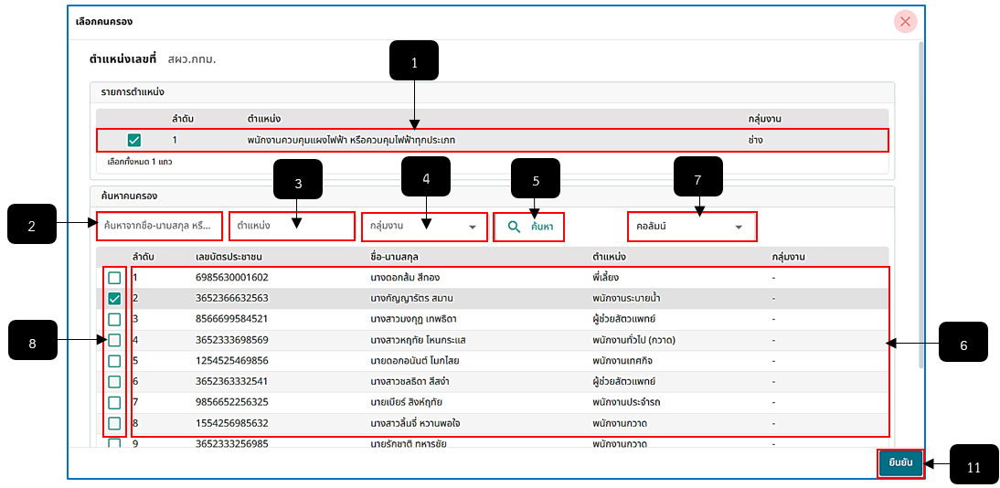 เลือกคนครอง
ตำแหน่งเลขที่ สผว.กทม.
1
รายการตำแหน่ง
ลำดับ ตำแหน่ง กลุ่มงาน
1 พนักงานควบคุมแผงไฟฟ้า หรือควบคุมไฟฟ้าทุกประเภท ช่าง
เลือกทั้งหมด 1 แถว
3 4 5 7
ค้นหาคนครอง
2 ค้นหาจากชื่อ-นามสกุล หรื... ตำแหน่ง กลุ่มงาน ค้นหา คอลัมน์
ลำดับ เลขบัตรประชาชน ชื่อ-นามสกุล ตำแหน่ง กลุ่มงาน
1 6985630001602 นางดอกส้ม สีทอง พี่เลี้ยง -
2 3652366632563 นางกัญญารัตร สมาน พนักงานระบายน้ำ -
3 8566699584521 นางสาวมงกุฎ เทพธิดา ผู้ช่วยสัตวแพทย์ -
8 4 3652333698569 นางสาวหฤทัย โหนกระแส พนักงานทั่วไป (กวาด) - 6
5 1254525469856 นายดอกอนันต์ โมกไสย พนักงานเทศกิจ -
6 3652363332541 นางสาวชลธิดา สีสง่า ผู้ช่วยสัตวแพทย์ -
7 9856652256325 นายเบียร์ สิงห์ฤทัย พนักงานประจำรถ -
8 1554256985632 นางสาวลิ้นจี่ หวานพอใจ พนักงานกวาด -
9 3652333256985 นายรักชาติ ทหารชัย พนักงานกวาด -
ยืนยัน 11